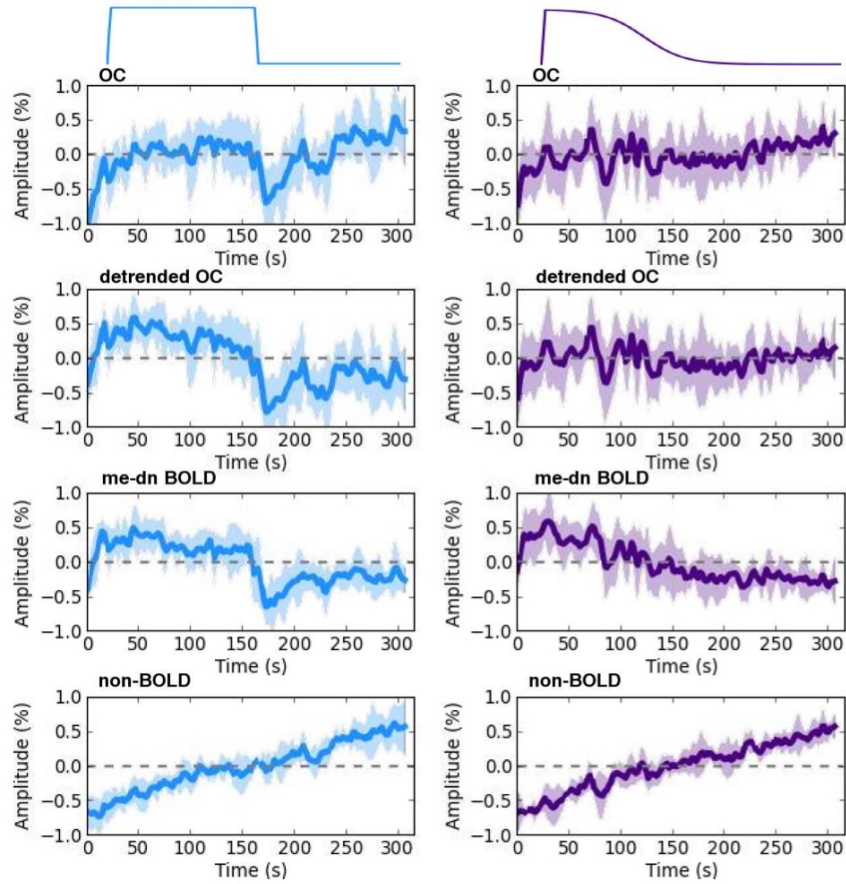 OC OC
1.0 1.0
0.5 0.5
0.0 0.0
−0.5 −0.5
−1.0 −1.0
Amplitude (%) Amplitude (%)
0 50 100 150 200 250 300 0 50 100 150 200 250 300
Time (s) Time (s)
detrended OC detrended OC
1.0 1.0
0.5 0.5
0.0 0.0
−0.5 −0.5
−1.0 −1.0
Amplitude (%) Amplitude (%)
0 50 100 150 200 250 300 0 50 100 150 200 250 300
Time (s) Time (s)
me-dn BOLD me-dn BOLD
1.0 1.0
0.5 0.5
0.0 0.0
−0.5 −0.5
−1.0 −1.0
Amplitude (%) Amplitude (%)
0 50 100 150 200 250 300 0 50 100 150 200 250 300
Time (s) Time (s)
non-BOLD non-BOLD
1.0 1.0
0.5 0.5
0.0 0.0
−0.5 −0.5
−1.0 −1.0
Amplitude (%) Amplitude (%)
0 50 100 150 200 250 300 0 50 100 150 200 250 300
Time (s) Time (s)